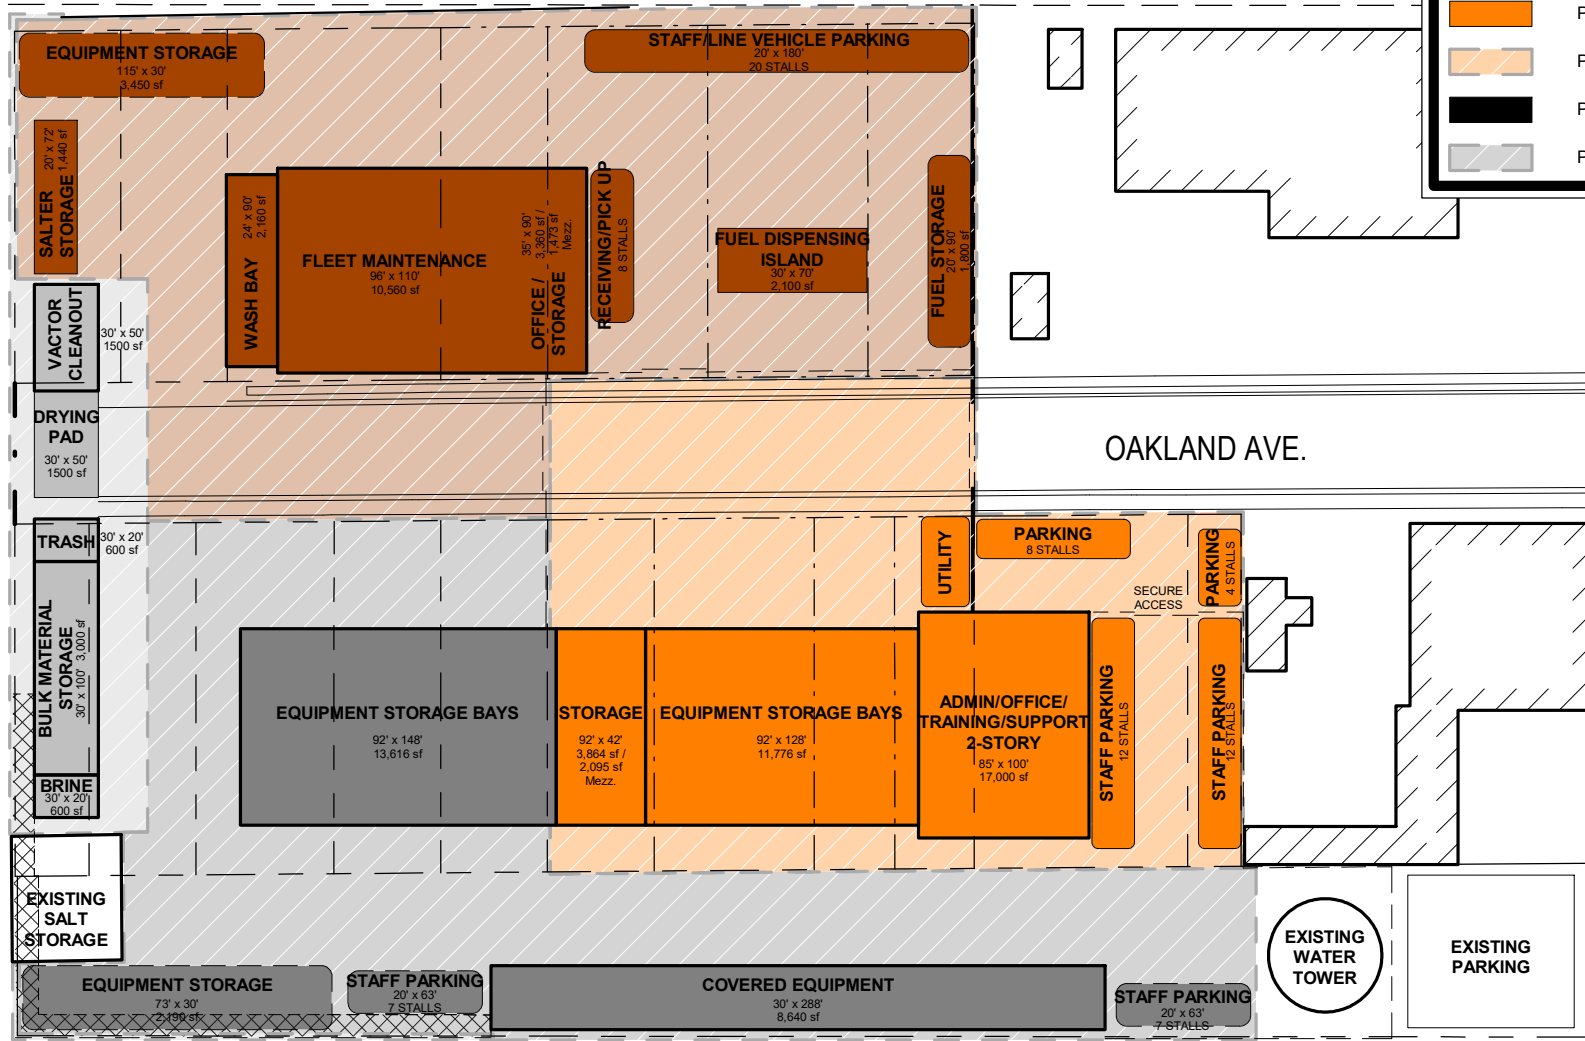 EQUIPMENT STORAGE
115' x 30'
3,450 sf
STAFF/LINE VEHICLE PARKING
20' x 180'
20 STALLS
F
F
F
F
SALTER
STORAGE
20' x 72'
1,440 sf
WASH BAY
24' x 90'
2,160 sf
FLEET MAINTENANCE
96' x 110'
10,560 sf
OFFICE /
STORAGE
35' x 90'
3,360 sf /
1,473 sf
Mezz.
RECEIVING/PICK UP
8 STALLS
FUEL DISPENSING
ISLAND
30' x 70'
2,100 sf
FUEL STORAGE
20' x 90'
1,800 sf
VACTOR
CLEANOUT
30' x 50'
1500 sf
DRYING
PAD
30' x 50'
1500 sf
OAKLAND AVE.
TRASH
30' x 20'
600 sf
BULK MATERIAL
STORAGE
30' x 100' 3,000 sf
BRINE
30' x 20'
600 sf
UTILITY
PARKING
8 STALLS
PARKING
4 STALLS
SECURE
ACCESS
EQUIPMENT STORAGE BAYS
92' x 148'
13,616 sf
STORAGE
92' x 42'
3,864 sf /
2,095 sf
Mezz.
EQUIPMENT STORAGE BAYS
92' x 128'
11,776 sf
ADMIN/OFFICE/
TRAINING/SUPPORT
2-STORY
85' x 100'
17,000 sf
STAFF PARKING
12 STALLS
STAFF PARKING
12 STALLS
EXISTING
SALT
STORAGE
EQUIPMENT STORAGE
73' x 30'
2,190 sf
STAFF PARKING
20' x 63'
7 STALLS
COVERED EQUIPMENT
30' x 288'
8,640 sf
STAFF PARKING
20' x 63'
7 STALLS
EXISTING
WATER
TOWER
EXISTING
PARKING